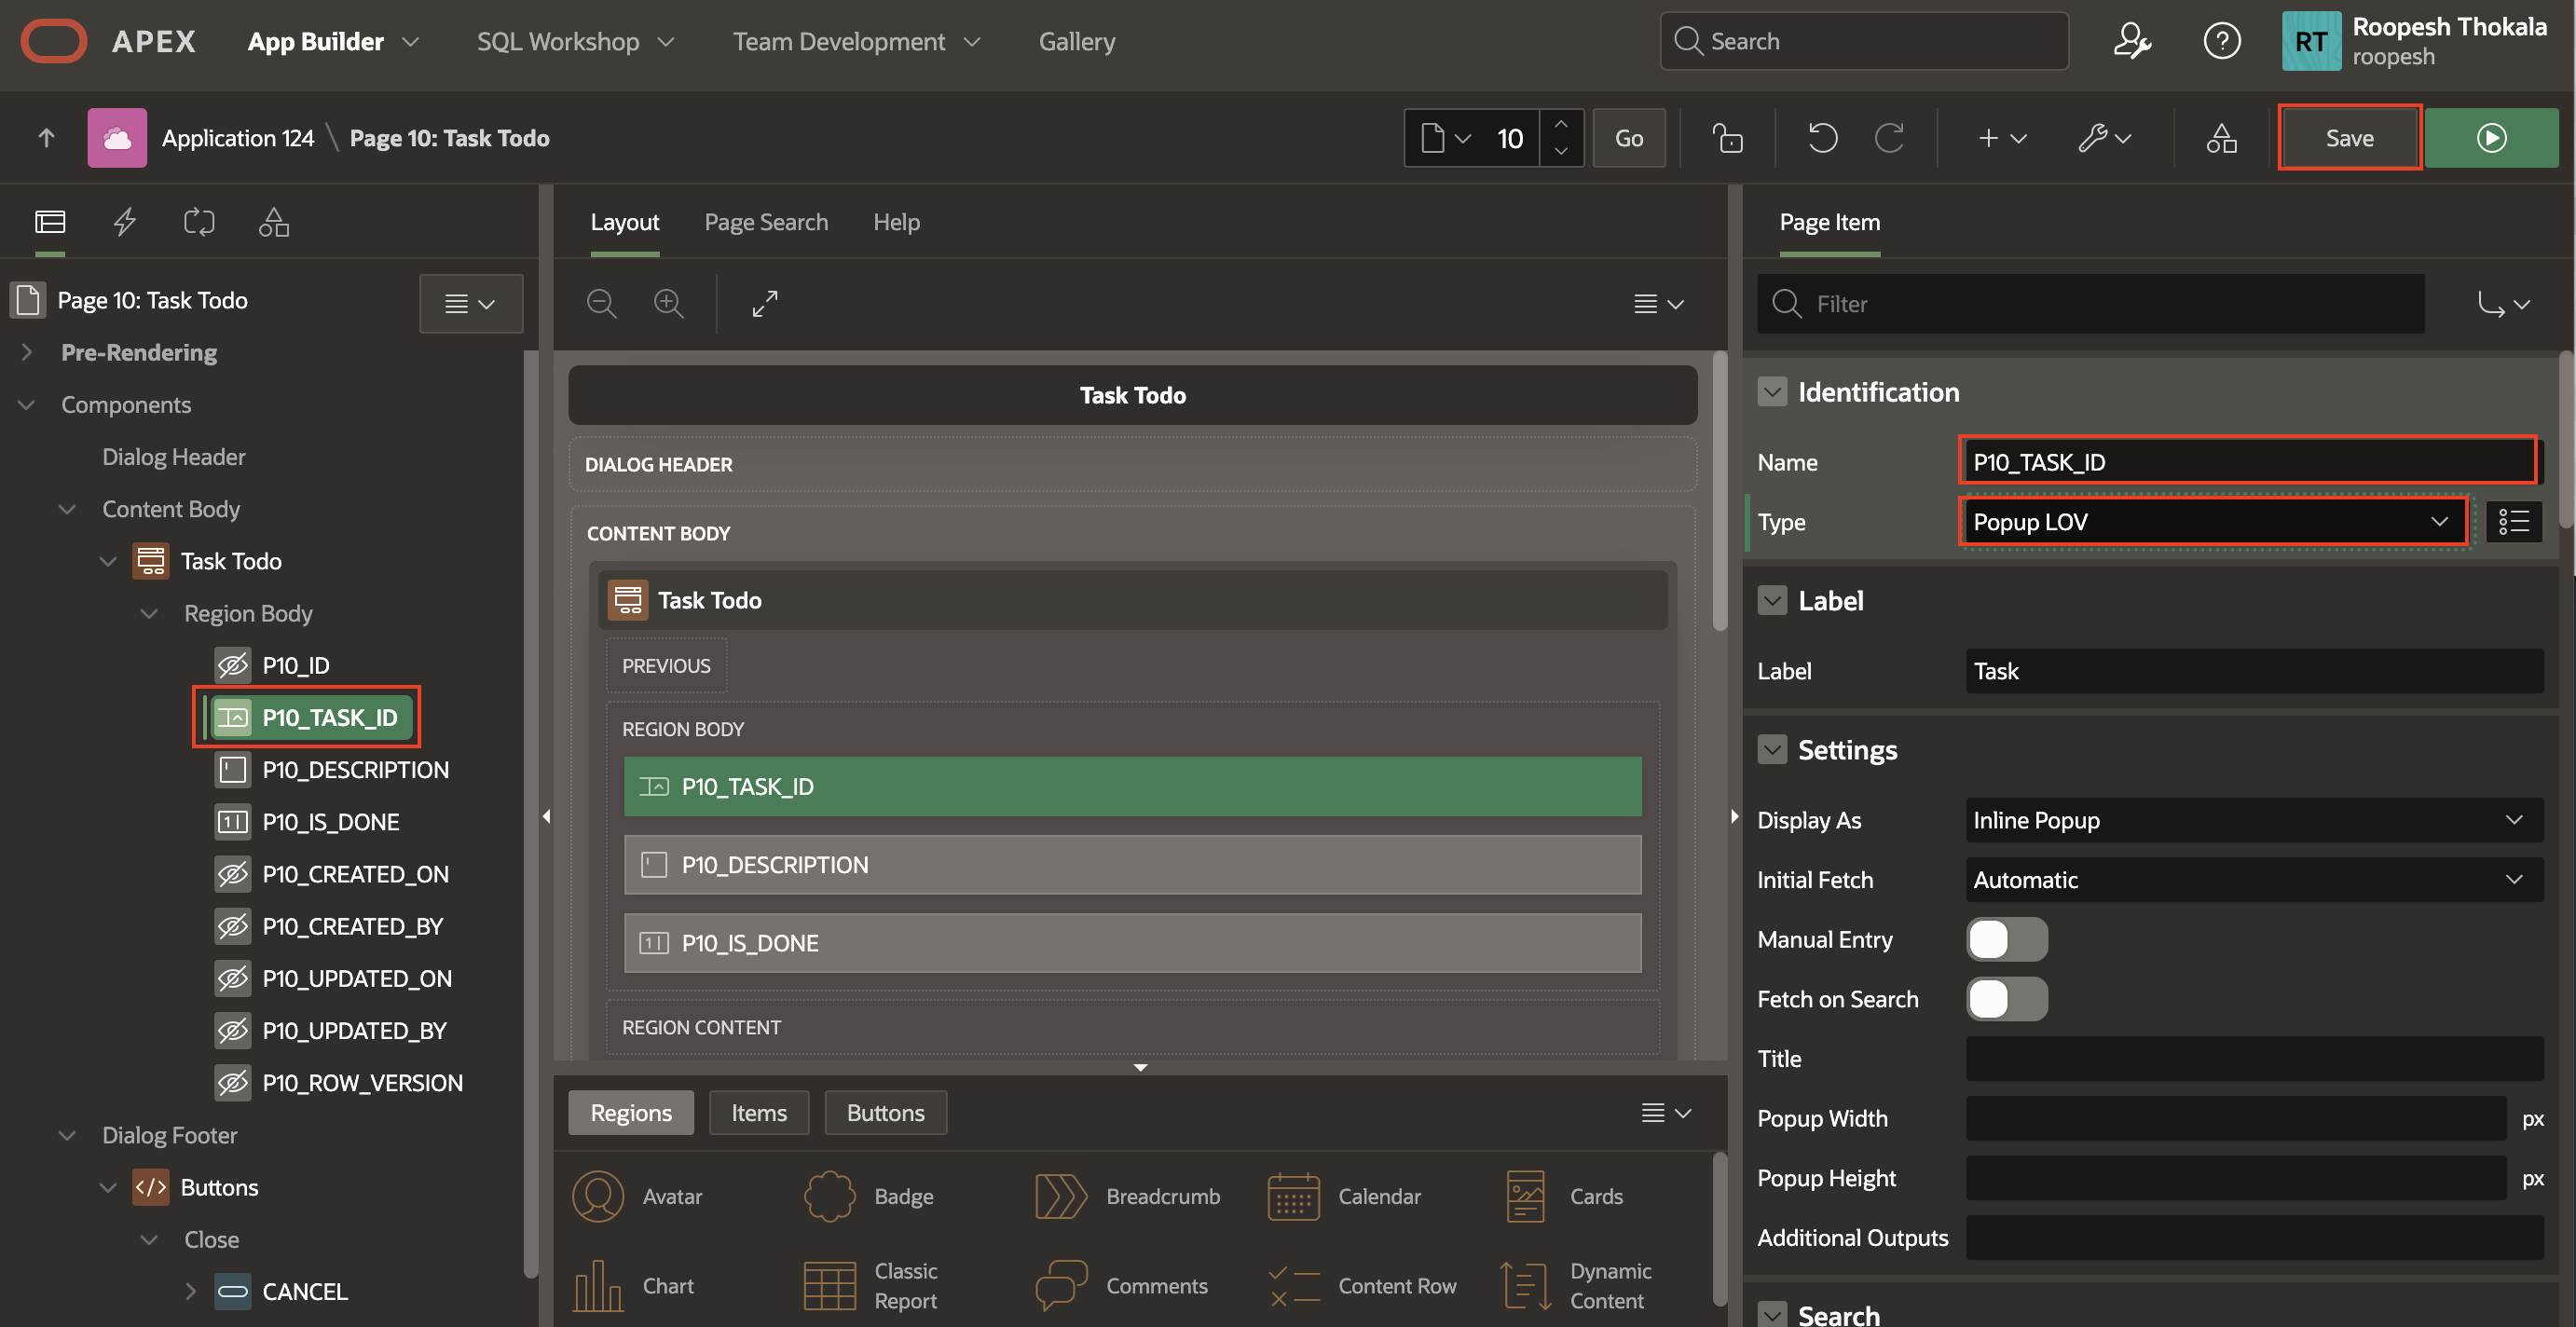 APEX App Builder SQL Workshop Team Development Gallery Search RT Roopesh Thokala
roopesh
Application 124 \ Page 10: Task Todo 10 Go Save
Layout Page Search Help
Page Item
Page 10: Task Todo
Filter
Pre-Rendering
Components
Dialog Header
Content Body
Task Todo
Region Body
P10_ID
P10_TASK_ID
P10_DESCRIPTION
P10_IS_DONE
P10_CREATED_ON
P10_CREATED_BY
P10_UPDATED_ON
P10_UPDATED_BY
P10_ROW_VERSION
Dialog Footer
Buttons
Close
CANCEL
Task Todo
DIALOG HEADER
CONTENT BODY
Task Todo
PREVIOUS
REGION BODY
P10_TASK_ID
P10_DESCRIPTION
P10_IS_DONE
REGION CONTENT
Regions Items Buttons
Avatar Badge Breadcrumb Calendar Cards
Chart Classic Report Comments Content Row Dynamic Content
Identification
Name P10_TASK_ID
Type Popup LOV
Label
Label Task
Settings
Display As Inline Popup
Initial Fetch Automatic
Manual Entry
Fetch on Search
Title
Popup Width px
Popup Height px
Additional Outputs
Search